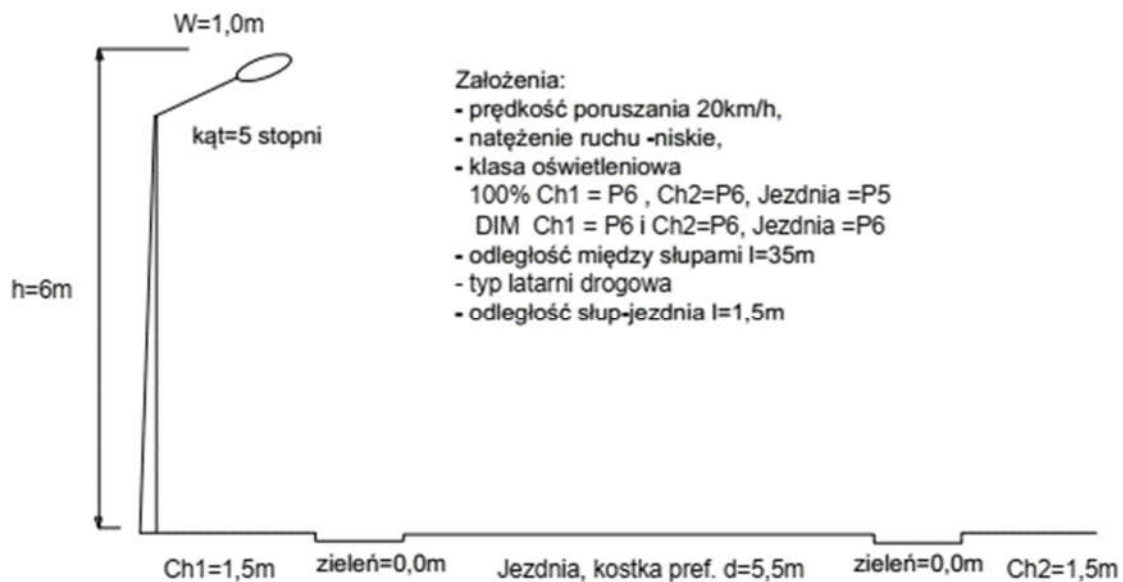 W=1,0m
Założenia:
- prędkość poruszania 20km/h,
kąt=5 stopni
- natężenie ruchu -niskie,
- klasa oświetleniowa
100% Ch1 = P6 , Ch2=P6, Jezdnia =P5
DIM Ch1 = P6 i Ch2=P6, Jezdnia =P6
- odległość między słupami l=35m
h=6m
- typ latarni drogowa
- odległość słup-jezdnia l=1,5m
Ch1=1,5m zieleń=0,0m Jezdnia, kostka pref. d=5,5m zieleń=0,0m Ch2=1,5m